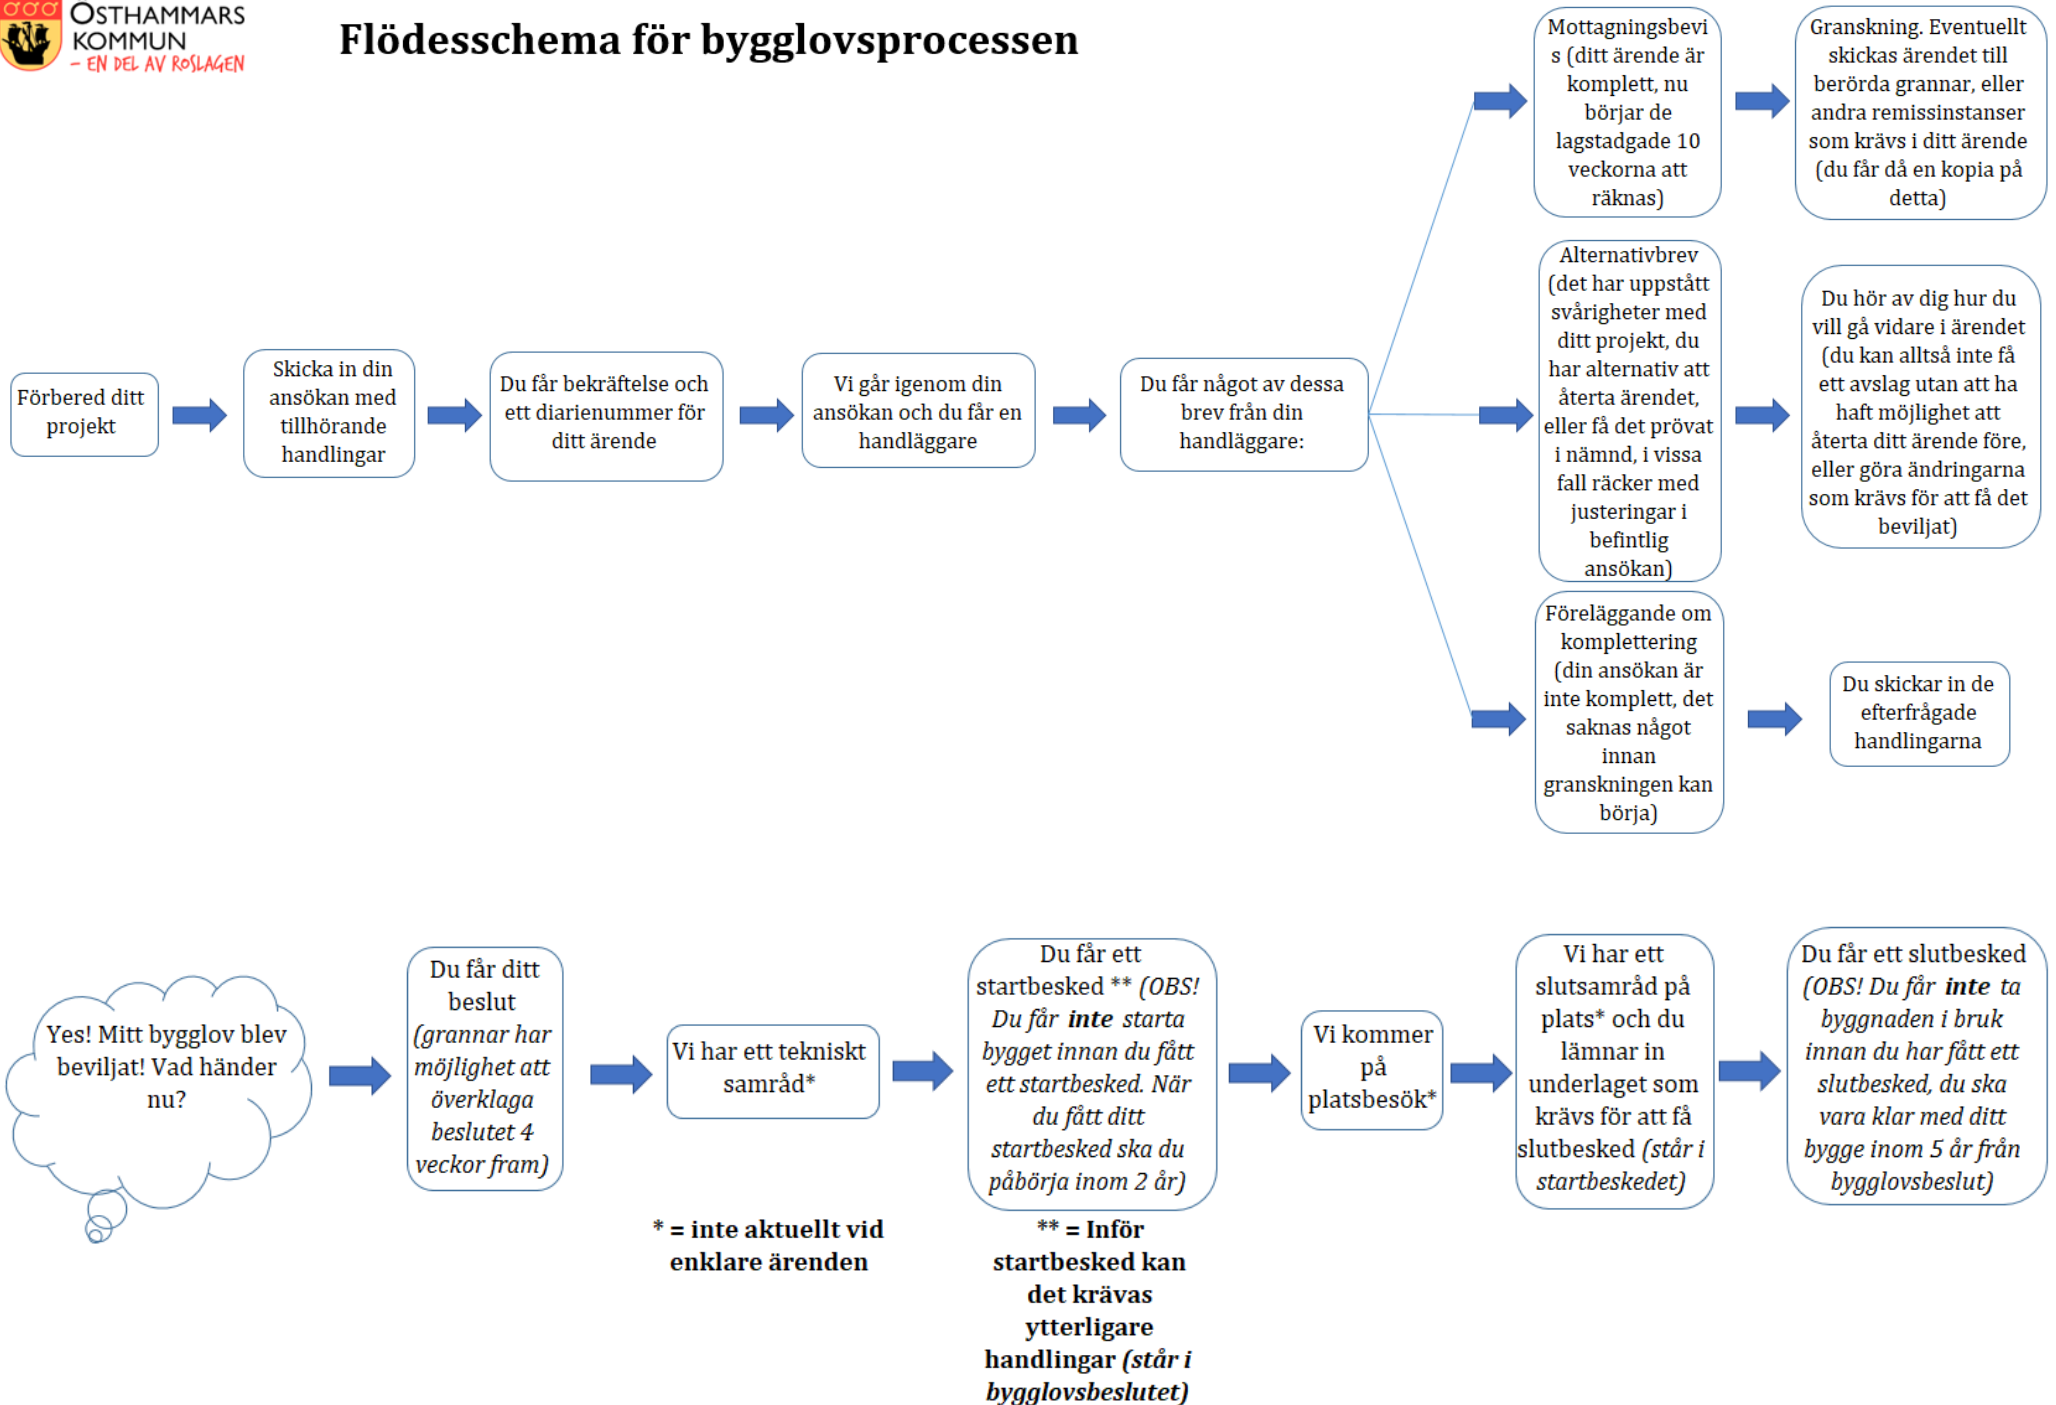 ÖSTHAMMARS
KOMMUN
– EN DEL AV ROSLAGEN
Flödesschema för bygglovsprocessen
Förbered ditt
projekt
Skicka in din
ansökan med
tillhörande
handlingar
Du får bekräftelse och
ett diarienummer för
ditt ärende
Vi går igenom din
ansökan och du får en
handläggare
Du får något av dessa
brev från din
handläggare:
Mottagningsbevi
s (ditt ärende är
komplett, nu
börjar de
lagstadgade 10
veckorna att
räknas)
Granskning. Eventuellt
skickas ärendet till
berörda grannar, eller
andra remissinstanser
som krävs i ditt ärende
(du får då en kopia på
detta)
Alternativbrev
(det har uppstått
svårigheter med
ditt projekt, du
har alternativ att
återta ärendet,
eller få det prövat
i nämnd, i vissa
fall räcker med
justeringar i
befintlig
ansökan)
Du hör av dig hur du
vill gå vidare i ärendet
(du kan alltså inte få
ett avslag utan att ha
haft möjlighet att
återta ditt ärende före,
eller göra ändringarna
som krävs för att få det
beviljat)
Föreläggande om
komplettering
(din ansökan är
inte komplett, det
saknas något
innan
granskningen kan
börja)
Du skickar in de
efterfrågade
handlingarna
Yes! Mitt bygglov blev
beviljat! Vad händer
nu?
Du får ditt
beslut
(grannar har
möjlighet att
överklaga
beslutet 4
veckor fram)
Vi har ett tekniskt
samråd*
* = inte aktuellt vid
enklare ärenden
Du får ett
startbesked ** (OBS!
Du får inte starta
bygget innan du fått
ett startbesked. När
du fått ditt
startbesked ska du
påbörja inom 2 år)
** = Inför
startbesked kan
det krävas
ytterligare
handlingar (står i
bygglovsbeslutet)
Vi kommer
på
platsbesök*
Vi har ett
slutsamråd på
plats* och du
lämnar in
underlaget som
krävs för att få
slutbesked (står i
startbeskedet)
Du får ett slutbesked
(OBS! Du får inte ta
byggnaden i bruk
innan du har fått ett
slutbesked, du ska
vara klar med ditt
bygge inom 5 år från
bygglovsbeslut)